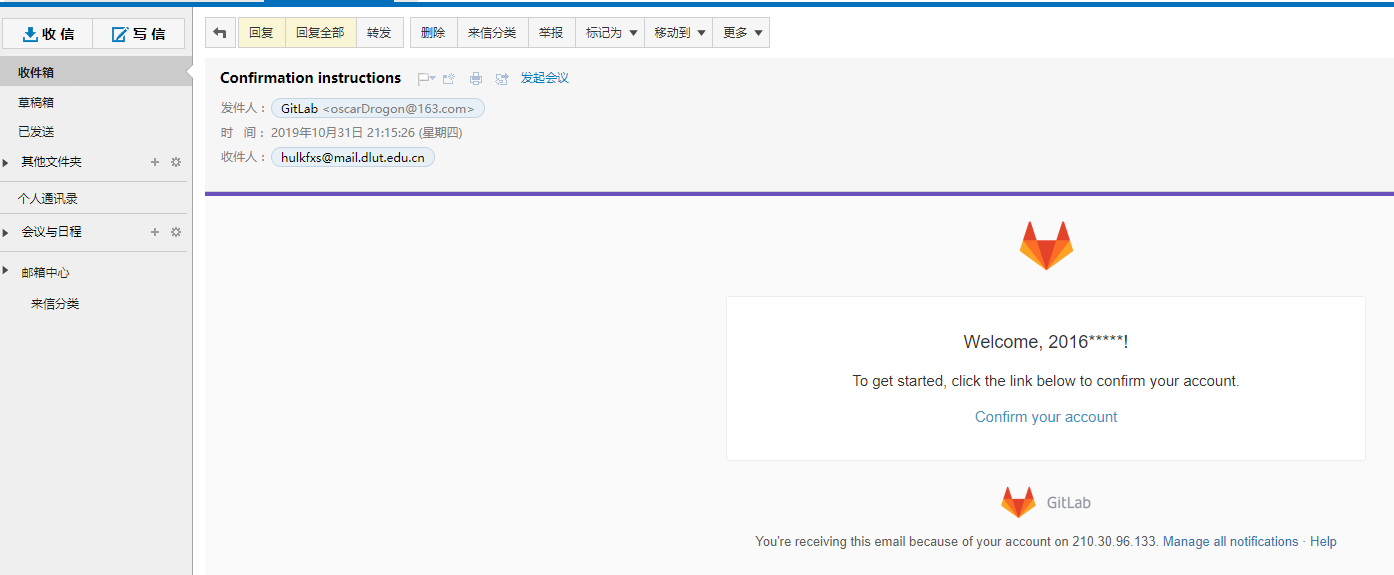 收 信 写 信
收件箱
草稿箱
已发送
其他文件夹
个人通讯录
会议与日程
邮箱中心
来信分类
回复 回复全部 转发 删除 来信分类 举报 标记为 移动到 更多
Confirmation instructions 发起会议
发件人： GitLab <oscarDrogon@163.com>
时 间： 2019年10月31日 21:15:26 (星期四)
收件人： hulkfxs@mail.dlut.edu.cn
Welcome, 2016*****!
To get started, click the link below to confirm your account.
Confirm your account
GitLab
You're receiving this email because of your account on 210.30.96.133. Manage all notifications · Help